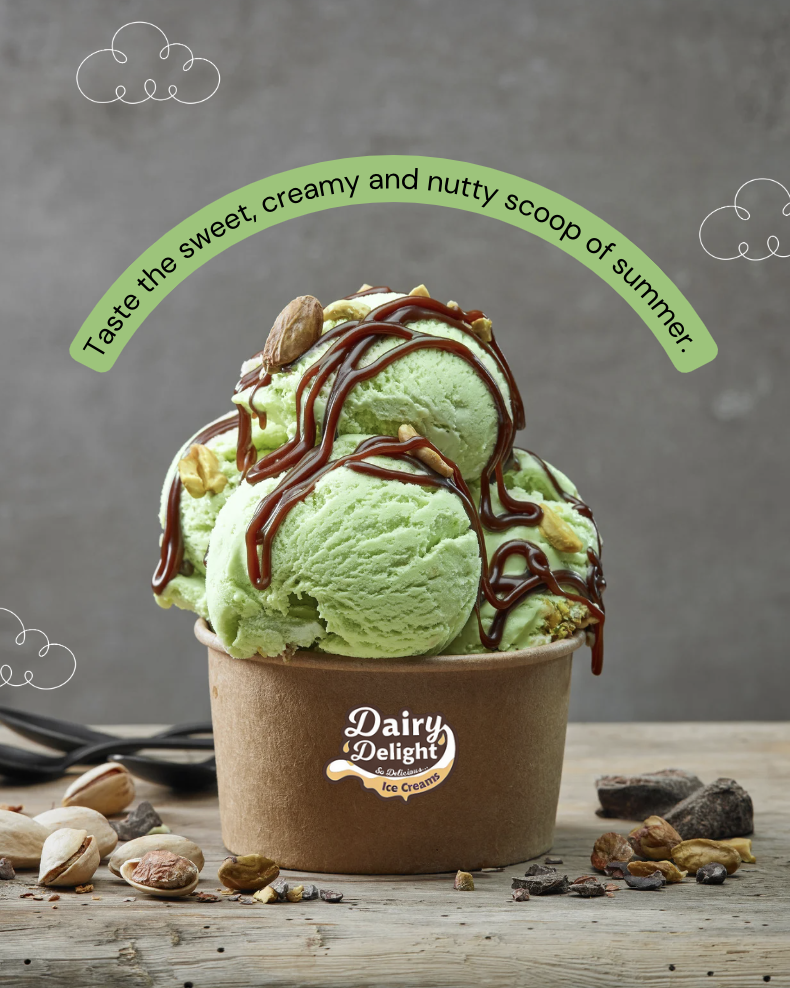 Taste the sweet, creamy and nutty scoop of summer.
Dairy
Delight
So Delicious...
Ice Creams